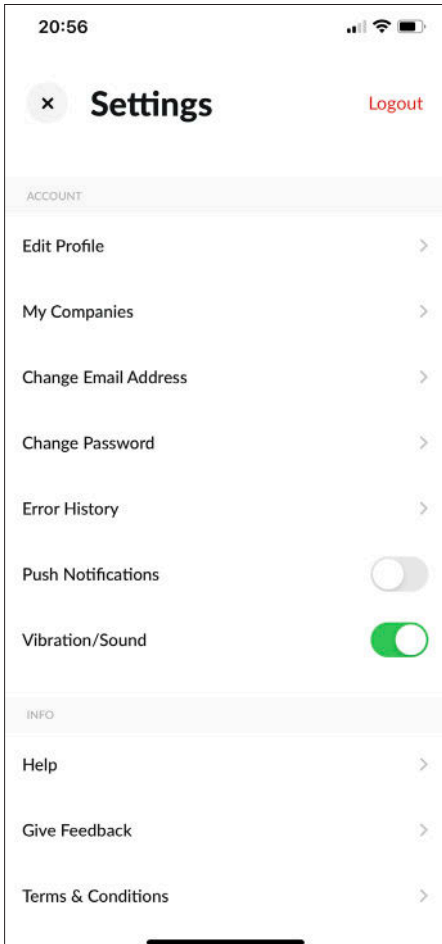 20:56
Settings
Logout
ACCOUNT
Edit Profile
My Companies
Change Email Address
Change Password
Error History
Push Notifications
Vibration/Sound
INFO
Help
Give Feedback
Terms & Conditions